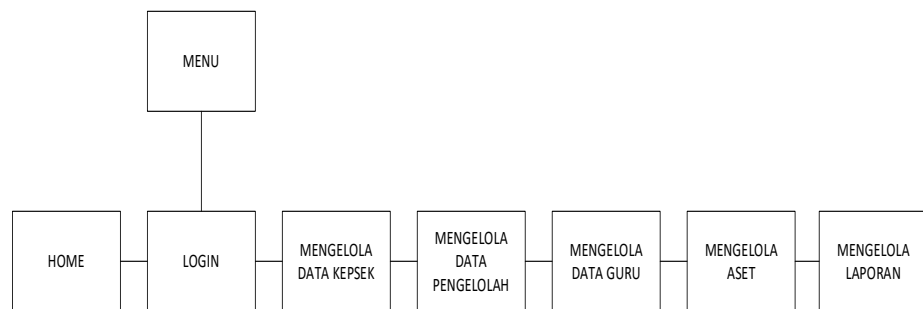 MENU
HOME
LOGIN
MENGELOLA
DATA KEPSEK
MENGELOLA
DATA
PENGELOLAH
MENGELOLA
DATA GURU
MENGELOLA
ASET
MENGELOLA
LAPORAN